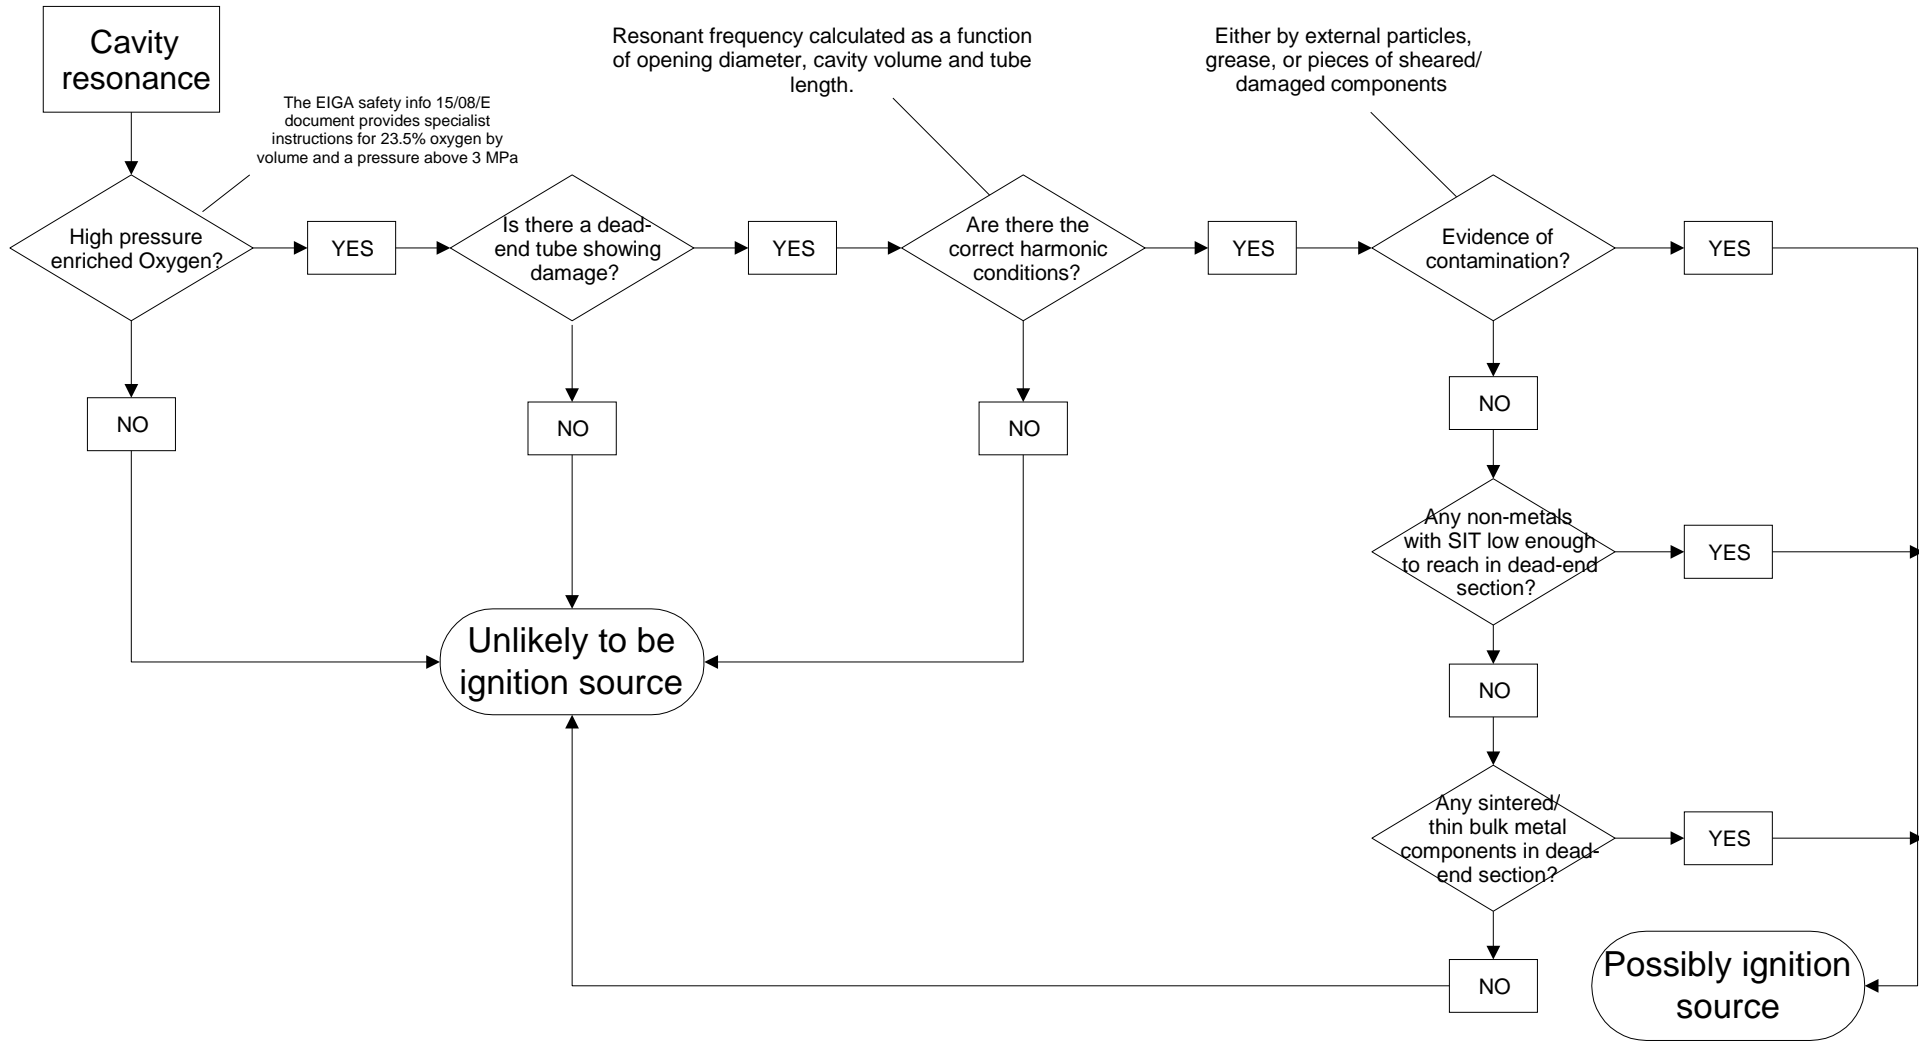 Cavity
resonance
The EIGA safety info 15/08/E
document provides specialist
instructions for 23.5% oxygen by
volume and a pressure above 3 MPa
Resonant frequency calculated as a function
of opening diameter, cavity volume and tube
length.
Either by external particles,
grease, or pieces of sheared/
damaged components
High pressure
enriched Oxygen?
YES
Is there a dead-
end tube showing
damage?
YES
Are there the
correct harmonic
conditions?
YES
Evidence of
contamination?
YES
NO
NO
NO
NO
Any non-metals
with SIT low enough
to reach in dead-end
section?
YES
Unlikely to be
ignition source
NO
Any sintered/
thin bulk metal
components in dead-
end section?
YES
NO
Possibly ignition
source